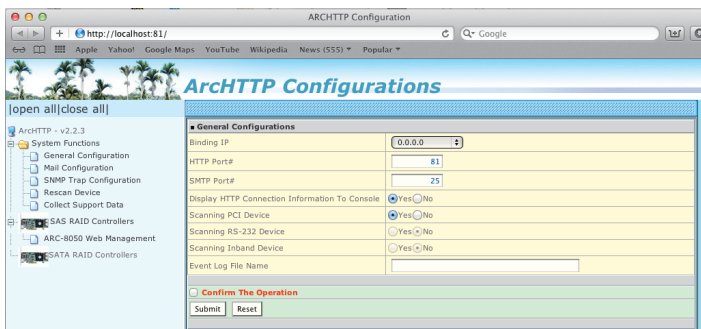 ARCHTTP Configuration
http://localhost:81/
Google
Apple Yahoo! Google Maps YouTube Wikipedia News (555) Popular
ArcHTTP Configurations
|open all|close all|
ArcHTTP - v2.2.3
System Functions
General Configuration
Mail Configuration
SNMP Trap Configuration
Rescan Device
Collect Support Data
SAS RAID Controllers
ARC-8050 Web Management
SATA RAID Controllers
General Configurations
Binding IP 0.0.0.0
HTTP Port# 81
SMTP Port# 25
Display HTTP Connection Information To Console Yes No
Scanning PCI Device Yes No
Scanning RS-232 Device Yes No
Scanning Inband Device Yes No
Event Log File Name
Confirm The Operation
Submit Reset